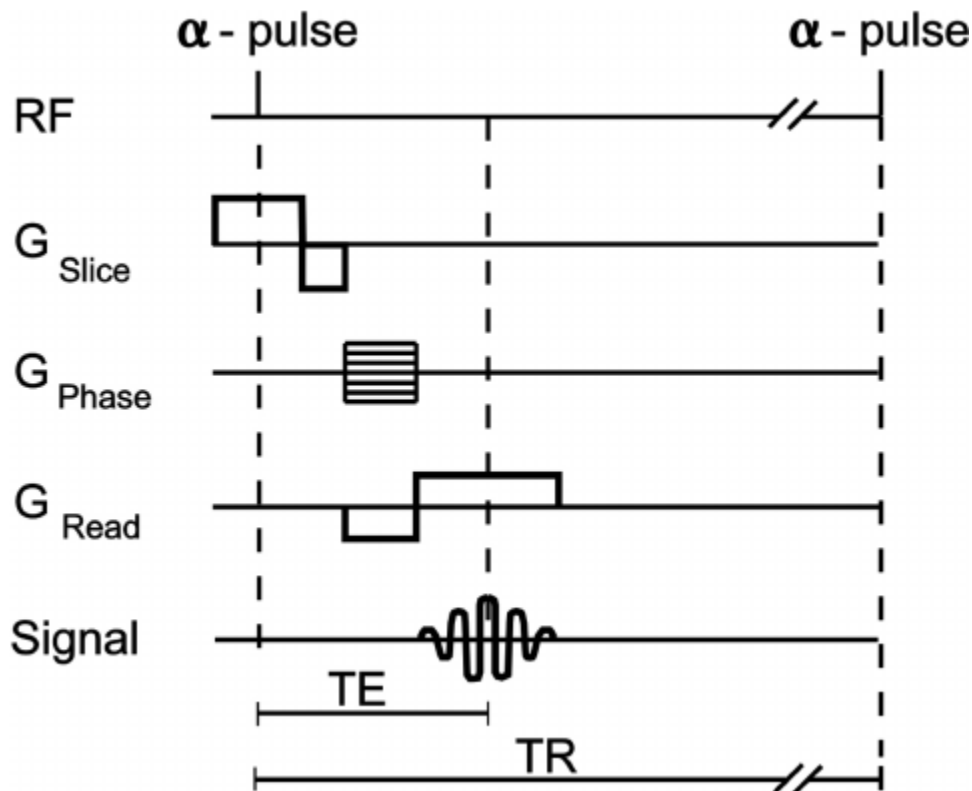 α - pulse α - pulse
RF
G Slice
G Phase
G Read
Signal
TE
TR